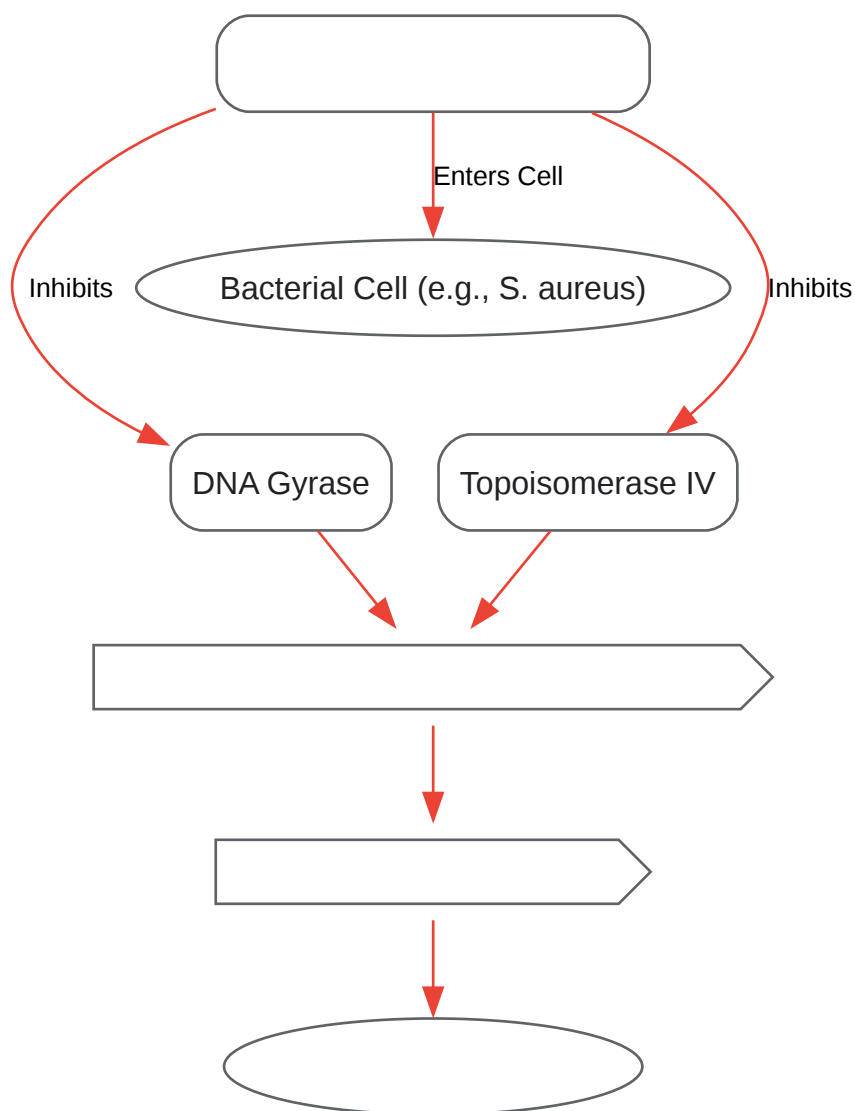 Enters Cell
Inhibits
Bacterial Cell (e.g., S. aureus)
Inhibits
DNA Gyrase
Topoisomerase IV